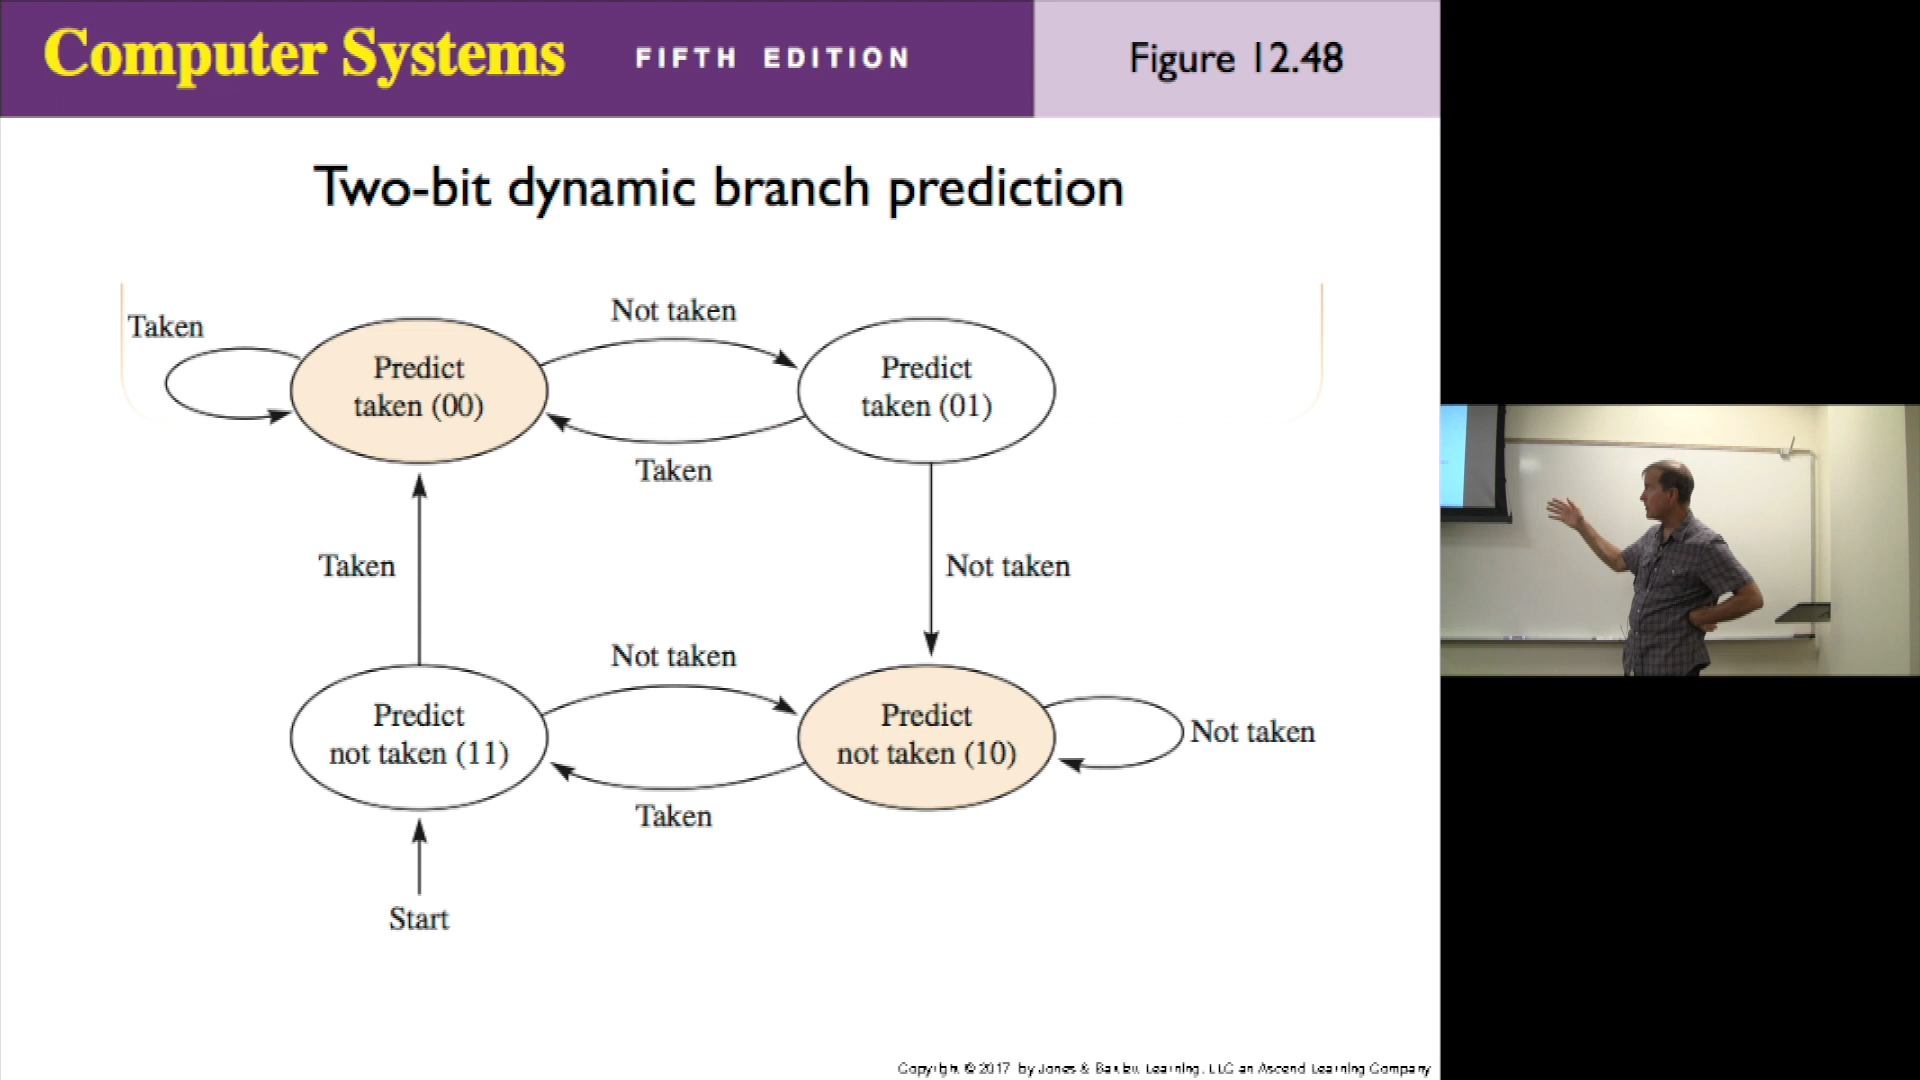 Computer Systems FIFTH EDITION Figure 12.48
Two-bit dynamic branch prediction
Taken
Not taken
Predict
taken (00)
Predict
taken (01)
Taken
Taken
Not taken
Not taken
Predict
not taken (11)
Predict
not taken (10)
Not taken
Taken
Start
Copyright © 2017 by Jones & Bartlett Learning, LLC an Ascend Learning Company